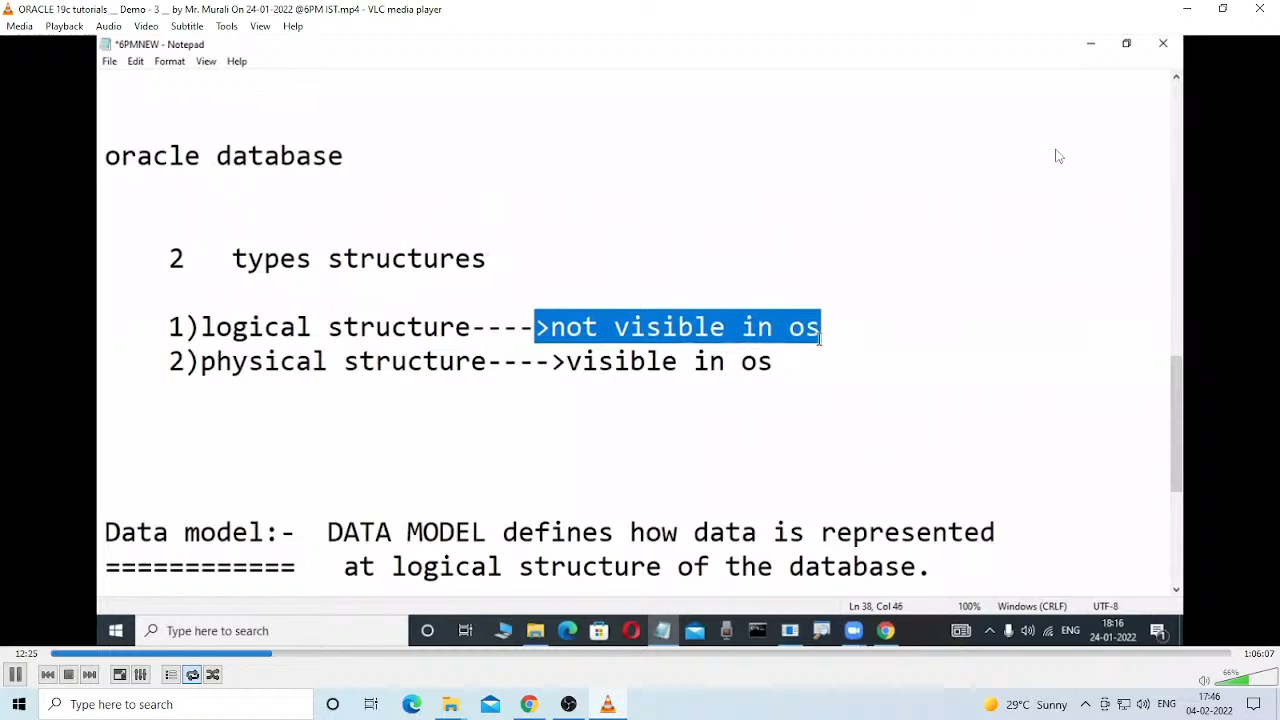 ORACLE 19c tutorials __ Demo - 3 __ by Mr. Murali On 24-01-2022 @6PM IST.mp4 - VLC media player
Media Playback Audio Video Subtitle Tools View Help
*6PMNEW - Notepad
File Edit Format View Help
oracle database
2 types structures
1)logical structure---->not visible in os
2)physical structure---->visible in os
Data model:- DATA MODEL defines how data is represented
============ at logical structure of the database.
Ln 38, Col 46 100% Windows (CRLF) UTF-8
Type here to search ENG 18:16 24-01-2022 1
12:25 1:06:07
66%
Type here to search 29°C Sunny ENG 17:46 04-02-2022 2